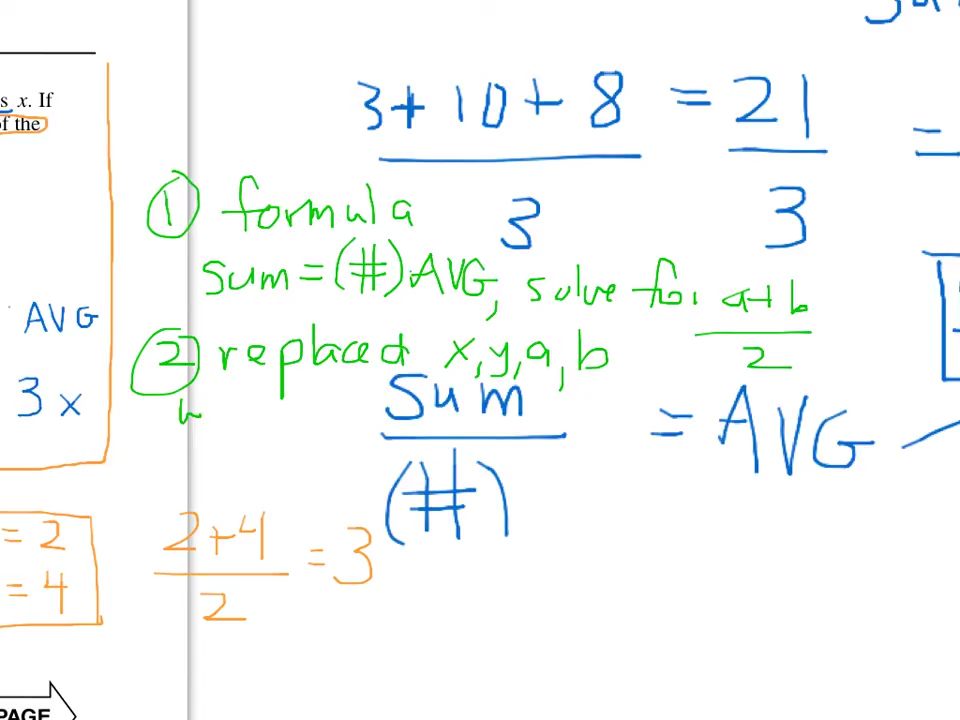 s x. If
of the
3+10+8 = 21 =
3 3
① formula
sum = (#) AVG, solve for a+b
2
② replaced x, y, a, b
AVG
3 x
Sum = AVG
(#)
= 2
= 4
2+4 = 3
2
PAGE